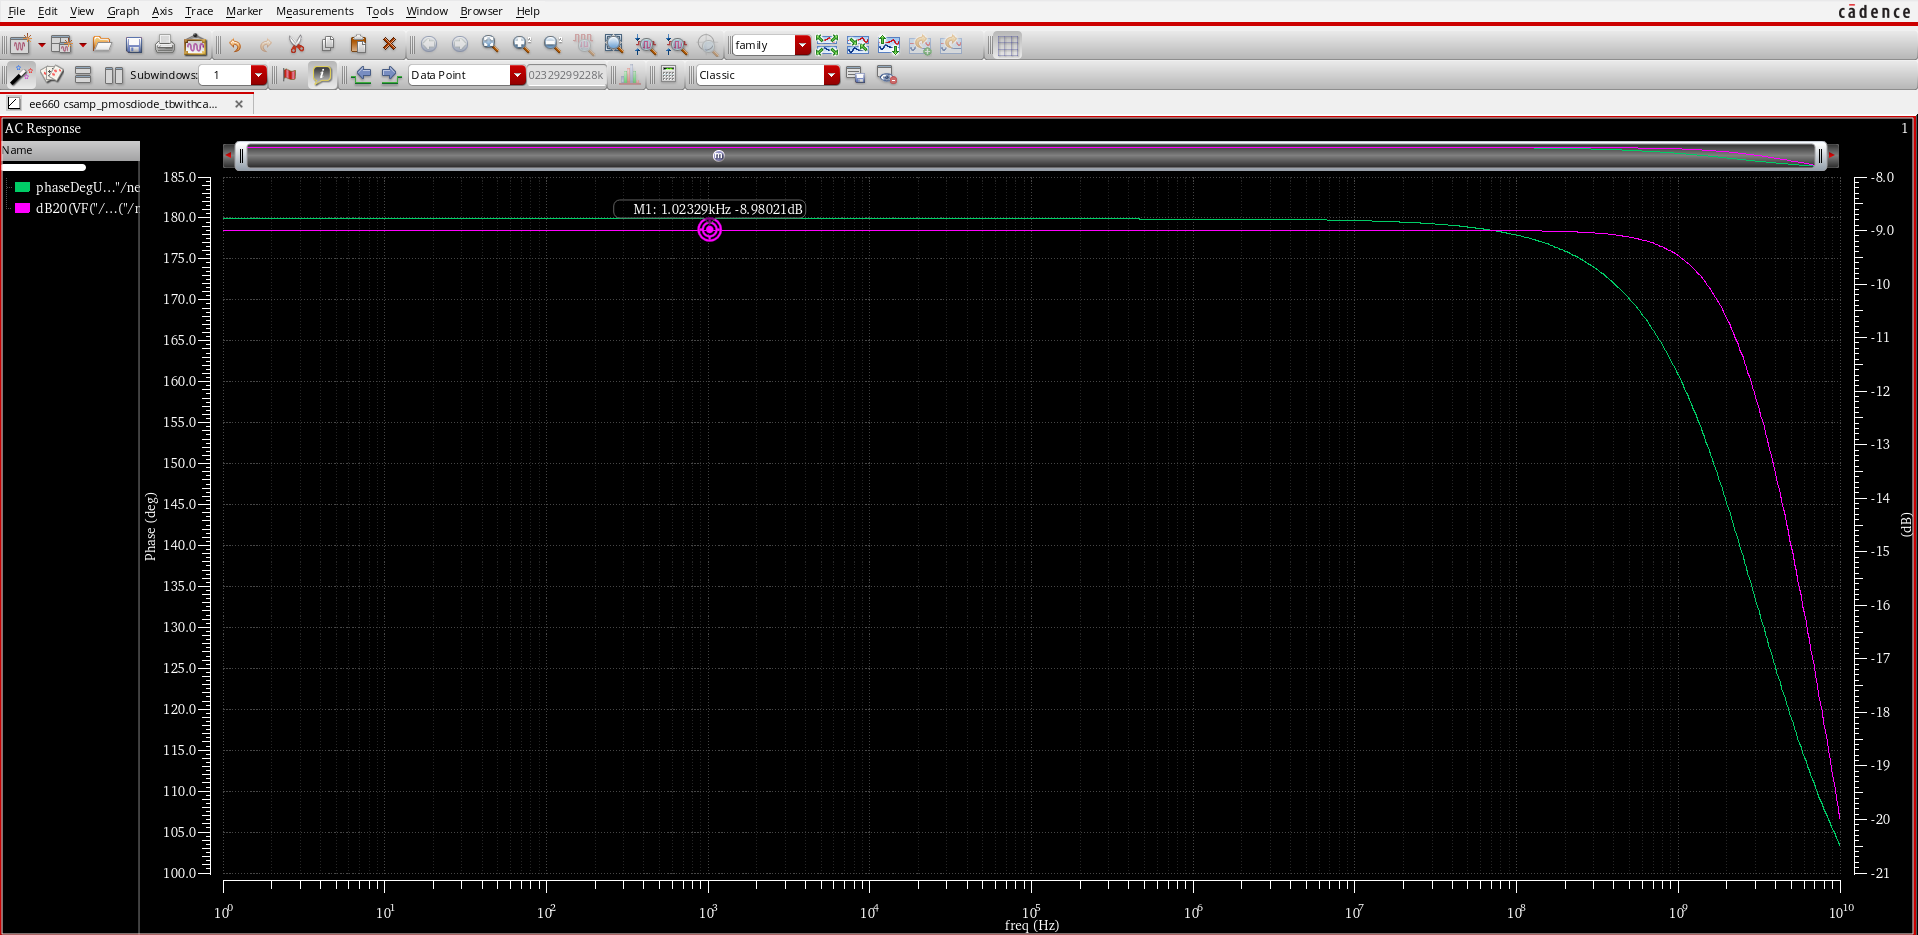 File Edit View Graph Axis Trace Marker Measurements Tools Window Browser Help
cādence
family
Subwindows: 1 Data Point 02329299228k Classic
ee660 csamp_pmosdiode_tbwithca...
AC Response
1
Name
phaseDegU..."/ne
dB20(VF("/...("/r
M1: 1.02329kHz -8.98021dB
185.0
180.0
175.0
170.0
165.0
160.0
155.0
150.0
145.0
140.0
135.0
130.0
125.0
120.0
115.0
110.0
105.0
100.0
Phase (deg)
-8.0
-9.0
-10
-11
-12
-13
-14
-15
-16
-17
-18
-19
-20
-21
(dB)
10⁰ 10¹ 10² 10³ 10⁴ 10⁵ 10⁶ 10⁷ 10⁸ 10⁹ 10¹⁰
freq (Hz)